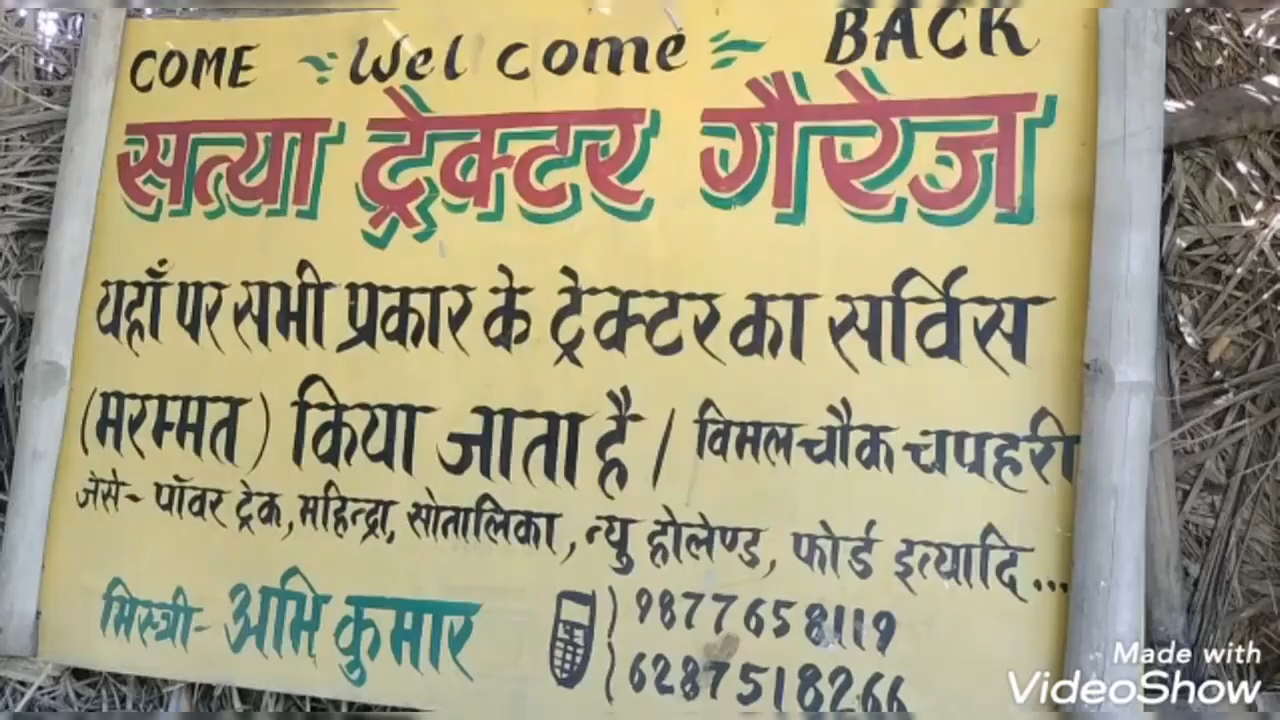 COME Wel come BACK
सत्या ट्रेक्टर गैरेज
यहाँ पर सभी प्रकार के ट्रेक्टर का सर्विस
(मरम्मत) किया जाता है / विमल चौक चपहरी
जेसे- पॉवर ट्रेक, महिन्द्रा, सोतालिका, न्यु होलेण्ड, फोर्ड इत्यादि...
मिस्त्री- अभि कुमार
9877658119
6287518266
Made with
VideoShow